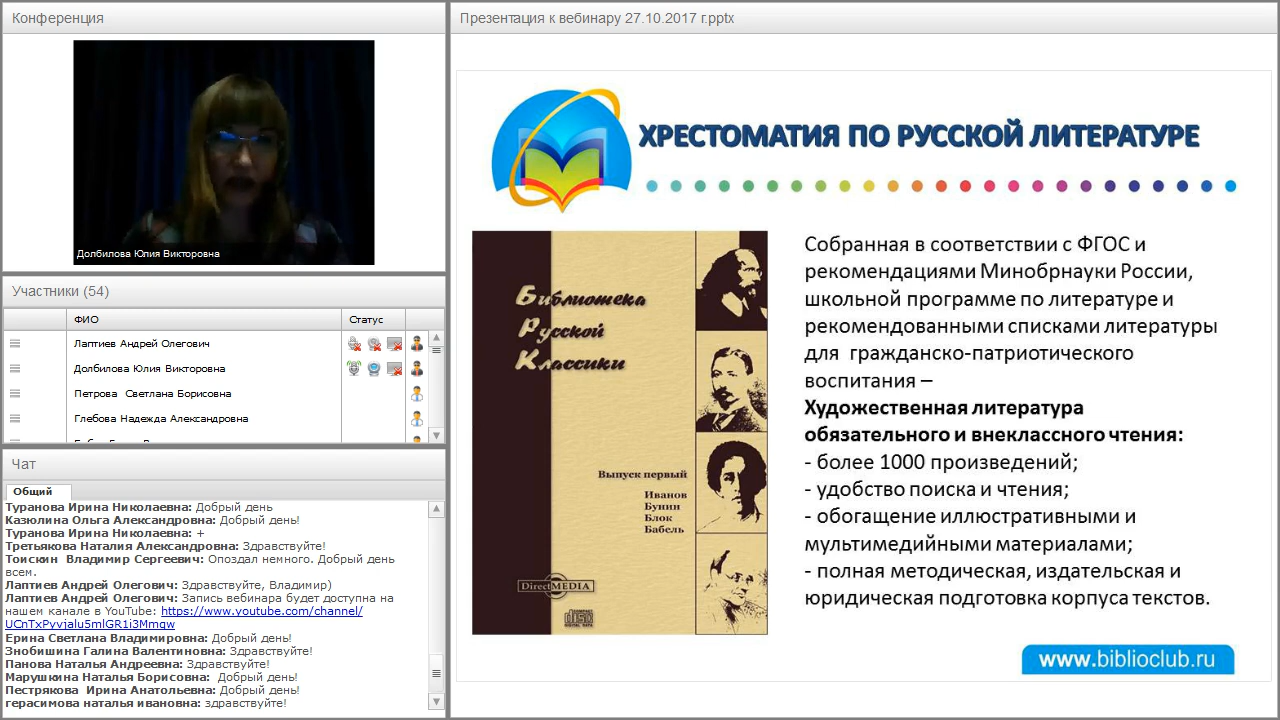 Конференция
Долбилова Юлия Викторовна
Участники (54)
ФИО
Статус
Лаптиев Андрей Олегович
Долбилова Юлия Викторовна
Петрова Светлана Борисовна
Глебова Надежда Александровна
Чат
Общий
Туранова Ирина Николаевна: Добрый день
Казюлина Ольга Александровна: Добрый день!
Туранова Ирина Николаевна: +
Третьякова Наталия Александровна: Здравствуйте!
Тоискин Владимир Сергеевич: Опоздал немного. Добрый день
всем.
Лаптиев Андрей Олегович: Здравствуйте, Владимир)
Лаптиев Андрей Олегович: Запись вебинара будет доступна на
нашем канале в YouTube: https://www.youtube.com/channel/
Ерина Светлана Владимировна: Добрый день!
Знобишина Галина Валентиновна: Здравствуйте!
Панова Наталья Андреевна: Здравствуйте!
Марушкина Наталья Борисовна: Добрый день!
Пестрякова Ирина Анатольевна: Добрый день!
герасимова наталья ивановна: здравствуйте!
Презентация к вебинару 27.10.2017 г.pptx
ХРЕСТОМАТИЯ ПО РУССКОЙ ЛИТЕРАТУРЕ
Библиотека
Русской
Классики
Выпуск первый
Иванов
Бунин
Блок
Бабель
DirectMEDIA
Собранная в соответствии с ФГОС и
рекомендациями Минобрнауки России,
школьной программе по литературе и
рекомендованными списками литературы
для гражданско-патриотического
воспитания –
Художественная литература
обязательного и внеклассного чтения:
- более 1000 произведений;
- удобство поиска и чтения;
- обогащение иллюстративными и
мультимедийными материалами;
- полная методическая, издательская и
юридическая подготовка корпуса текстов.
www.biblioclub.ru